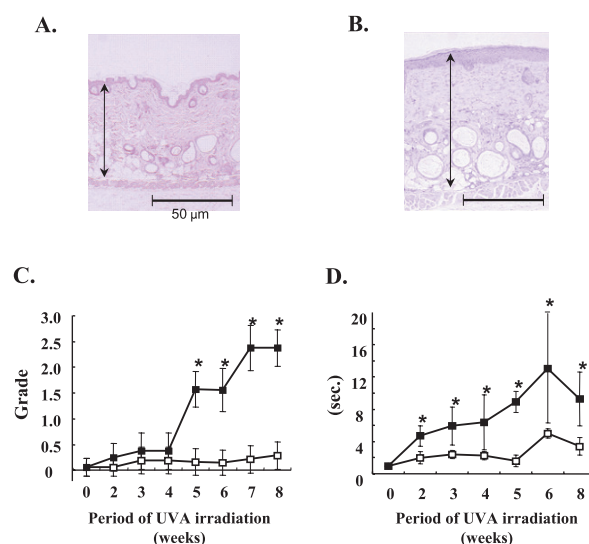 A.
B.
50 μm
C.
D.
3.0
2.5
2.0
1.5
1.0
0.5
0
Grade
* * * *
0 2 3 4 5 6 7 8
Period of UVA irradiation
(weeks)
20
16
12
8
4
0
(sec.)
* * * * * *
0 2 3 4 5 6 8
Period of UVA irradiation
(weeks)